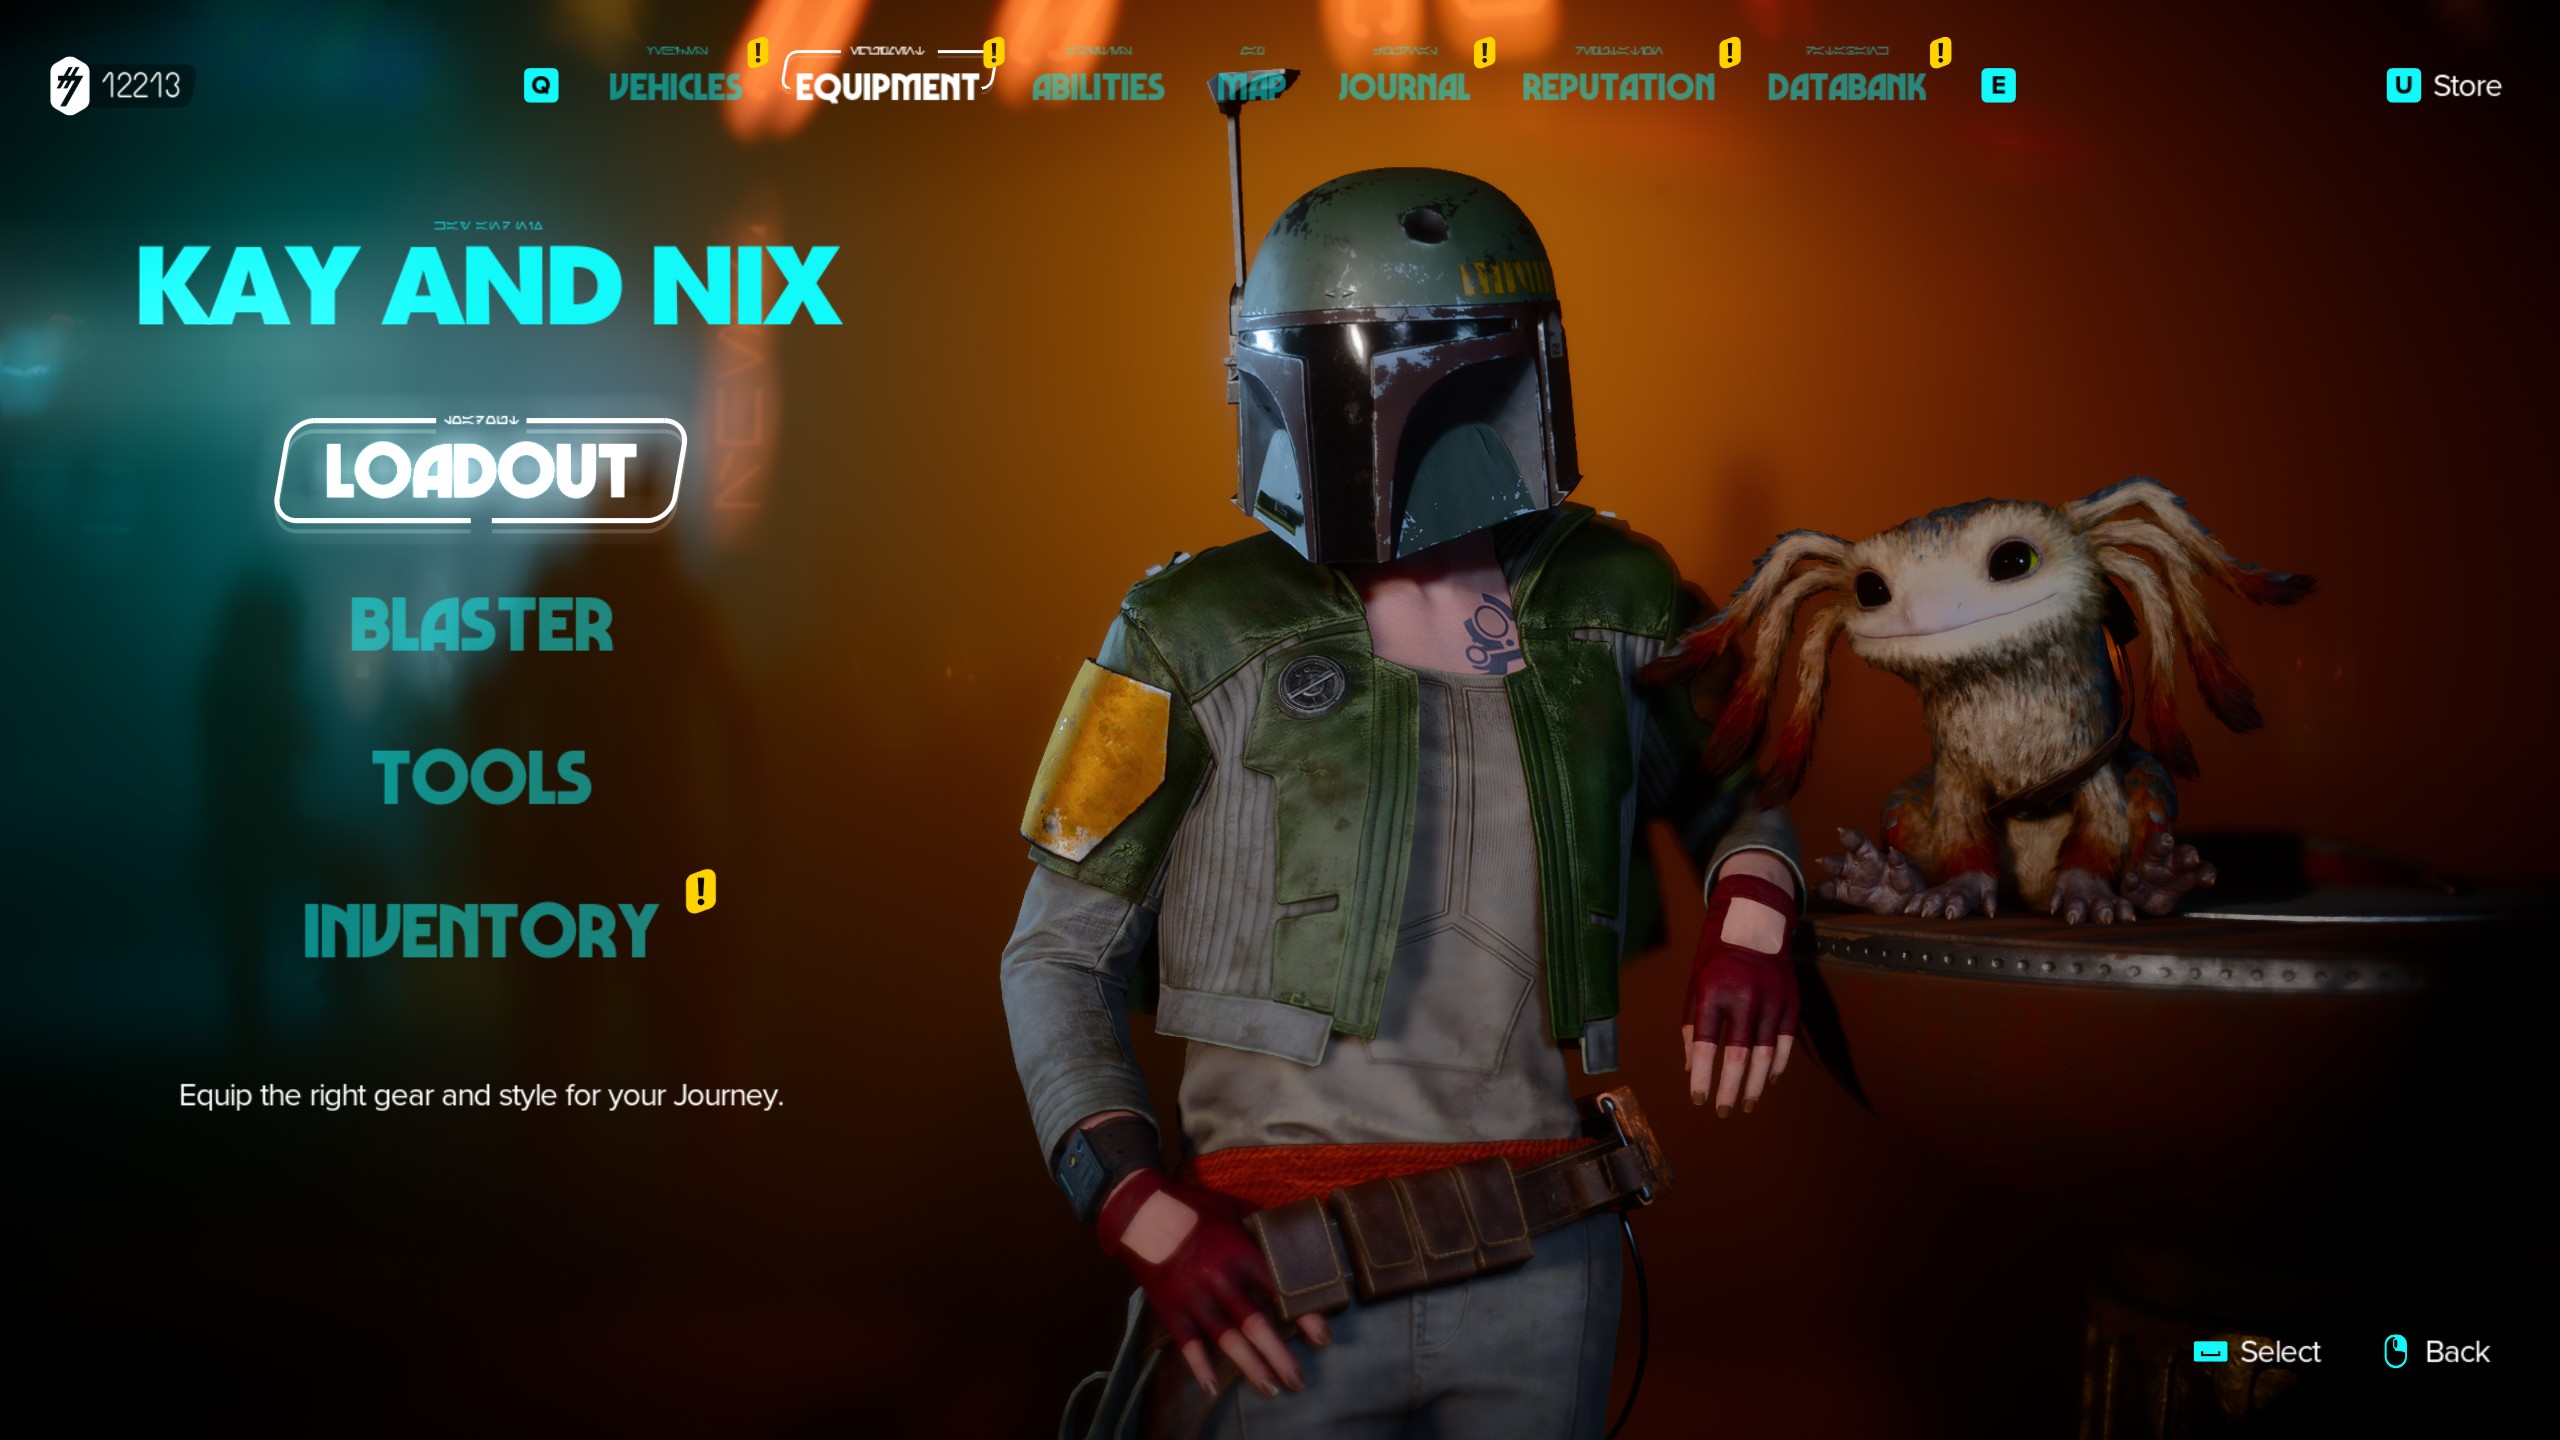 12213
Q
VEHICLES
EQUIPMENT
ABILITIES
MAP
JOURNAL
REPUTATION
DATABANK
E
U Store
KAY AND NIX
LOADOUT
BLASTER
TOOLS
INVENTORY
Equip the right gear and style for your Journey.
Select
Back